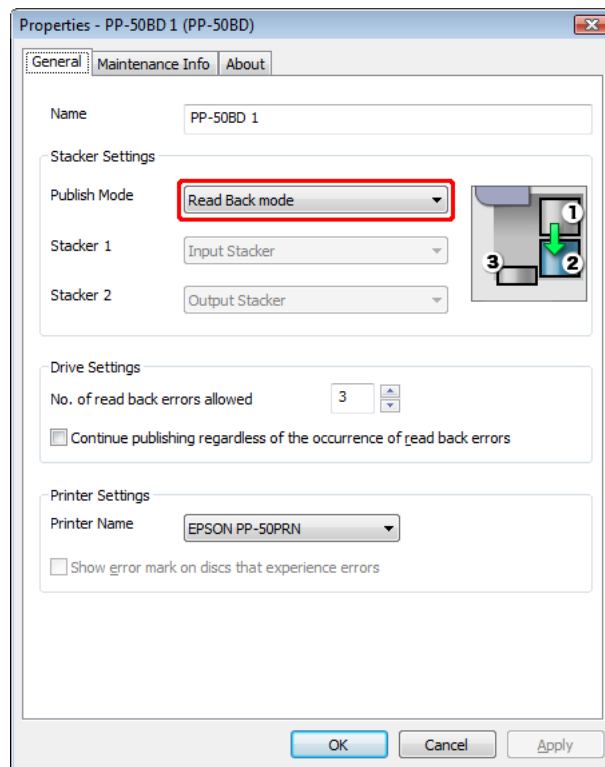 Properties - PP-50BD 1 (PP-50BD)
General Maintenance Info About
Name PP-50BD 1
Stacker Settings
Publish Mode Read Back mode
Stacker 1 Input Stacker
Stacker 2 Output Stacker
1
3 2
Drive Settings
No. of read back errors allowed 3
Continue publishing regardless of the occurrence of read back errors
Printer Settings
Printer Name EPSON PP-50PRN
Show error mark on discs that experience errors
OK Cancel Apply